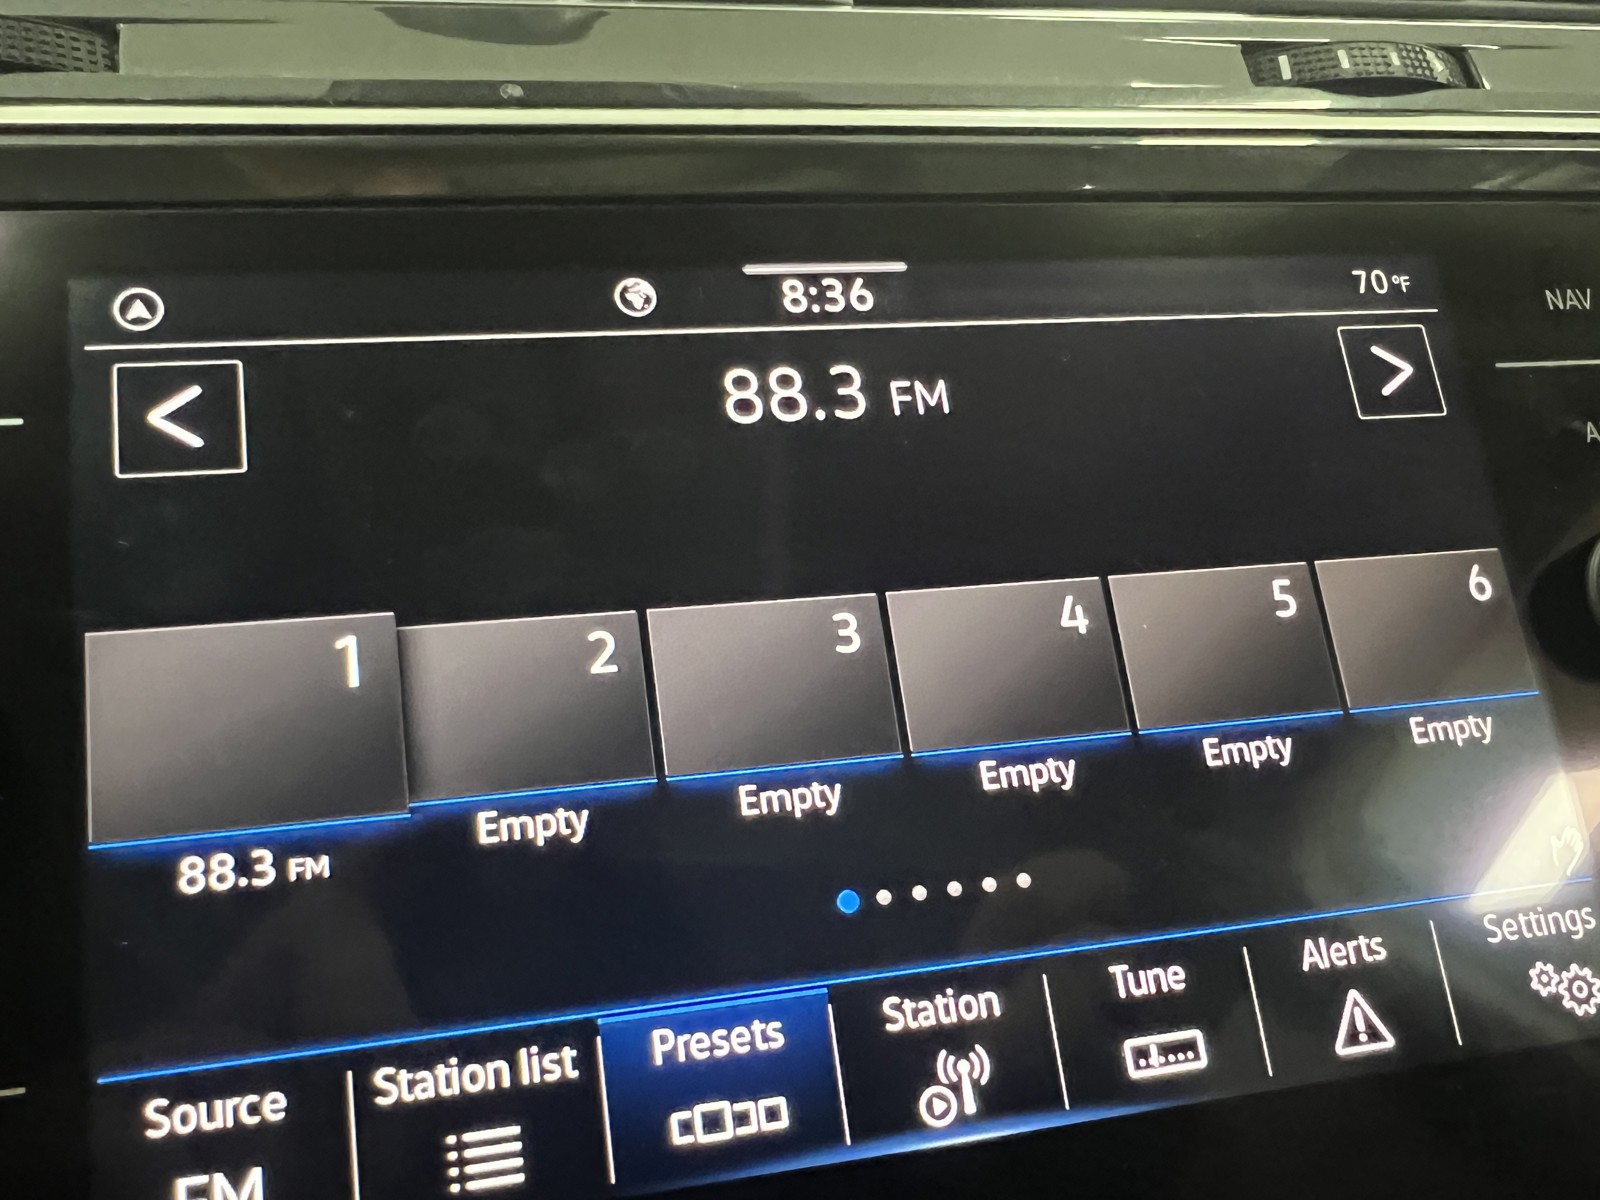 8:36
70°F
NAV
<
88.3 FM
>
1
2
3
4
5
6
88.3 FM
Empty
Empty
Empty
Empty
Empty
Source
FM
Station list
Presets
Station
Tune
Alerts
Settings